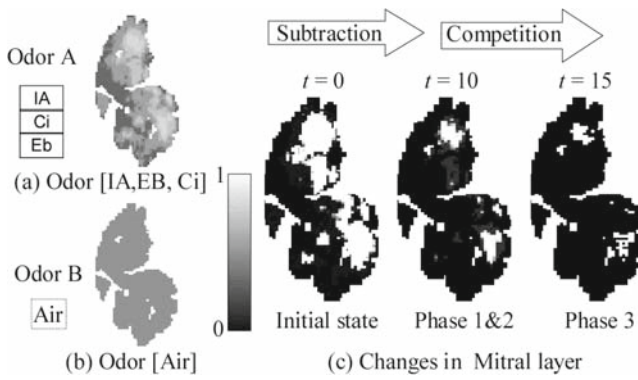 Odor A
IA
Ci
Eb
(a) Odor [IA,EB, Ci]
Odor B
Air
(b) Odor [Air]
1
0
Subtraction
Competition
t = 0
t = 10
t = 15
Initial state
Phase 1&2
Phase 3
(c) Changes in Mitral layer